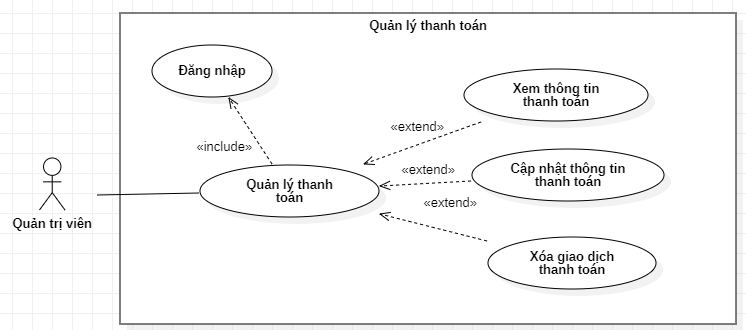 Quản lý thanh toán
Đăng nhập
Xem thông tin
thanh toán
«extend»
«include»
«extend»
Cập nhật thông tin
thanh toán
Quản lý thanh
toán
«extend»
Quản trị viên
Xóa giao dịch
thanh toán